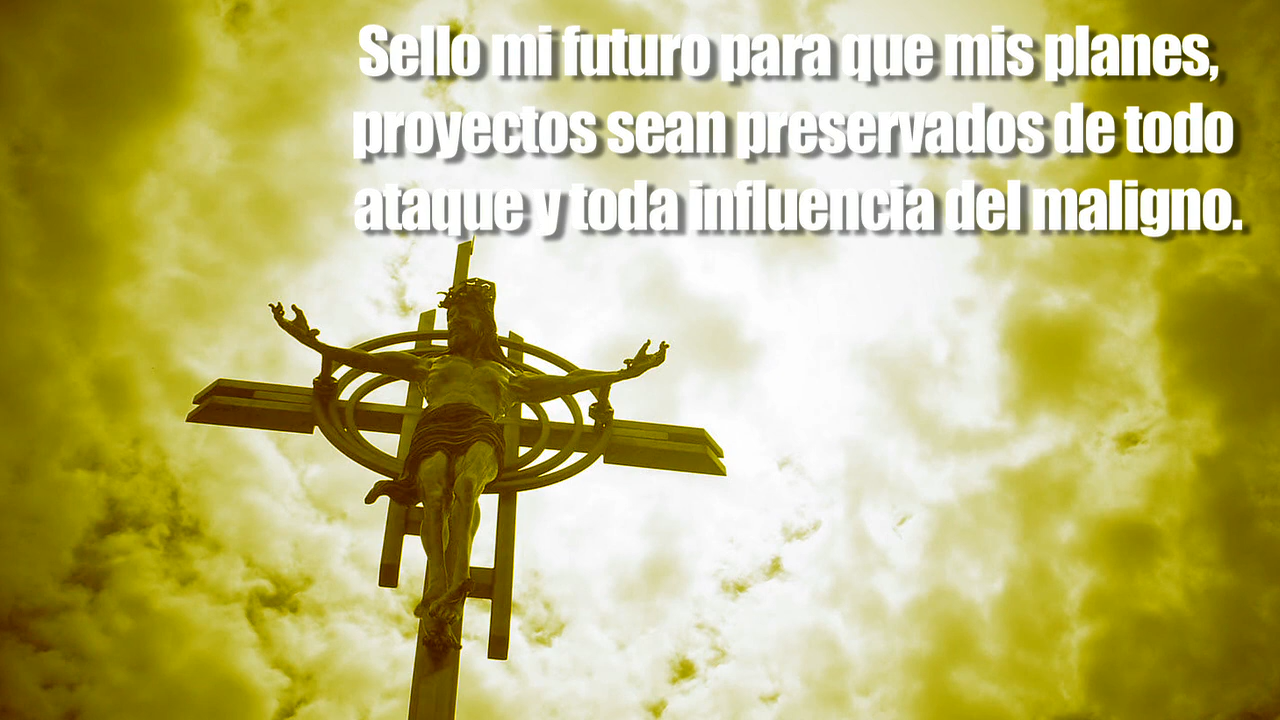 Sello mi futuro para que mis planes,
proyectos sean preservados de todo
ataque y toda influencia del maligno.